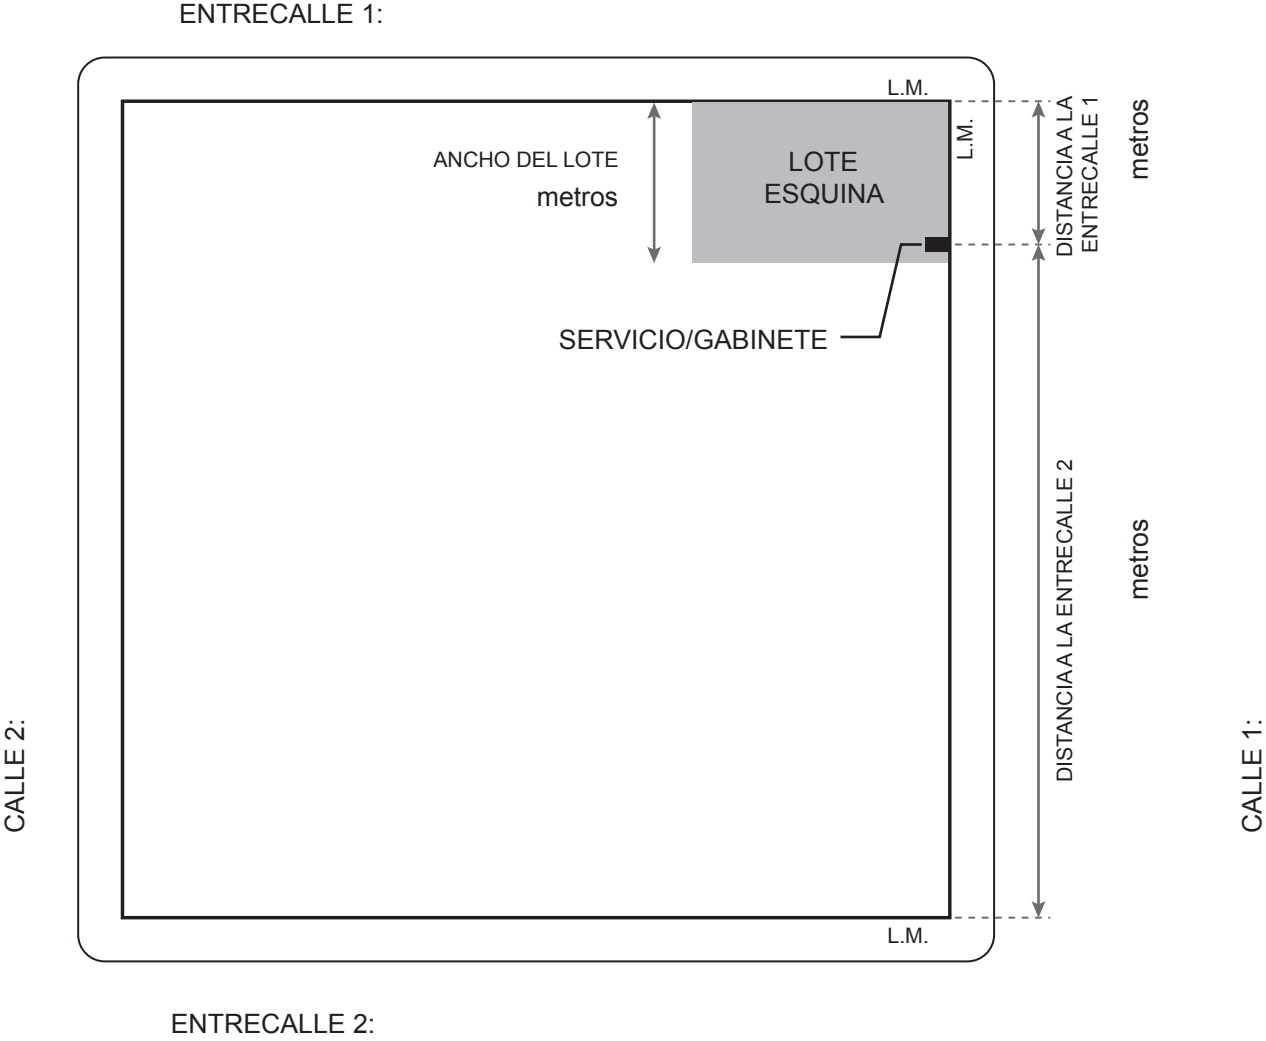 ENTRECALLE 1:
L.M.
L.M.
DISTANCIA A LA
ENTRECALLE 1
metros
ANCHO DEL LOTE
metros
LOTE
ESQUINA
SERVICIO/GABINETE
DISTANCIA A LA ENTRECALLE 2
metros
CALLE 2:
CALLE 1:
L.M.
ENTRECALLE 2: